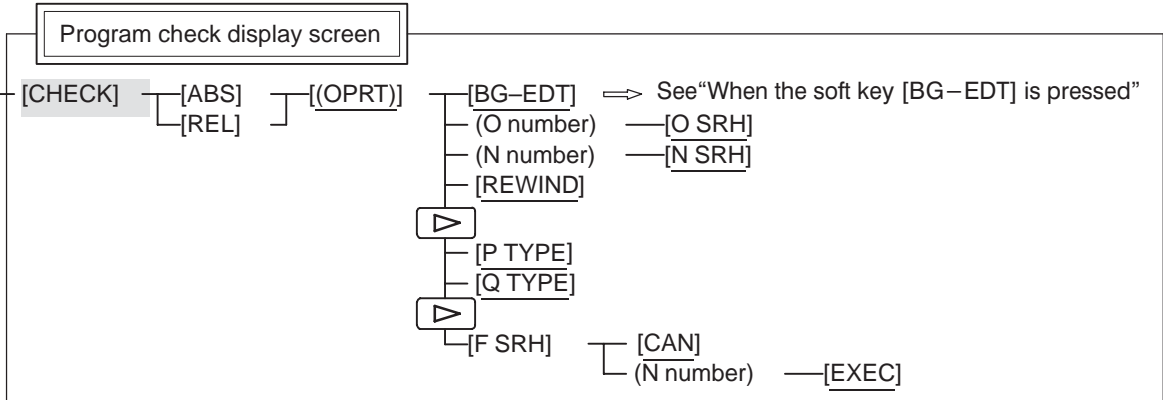 Program check display screen
[CHECK] [ABS] [(OPRT)] [BG–EDT] See“When the soft key [BG–EDT] is pressed”
[REL] (O number) [O SRH]
(N number) [N SRH]
[REWIND]
[P TYPE]
[Q TYPE]
[F SRH] [CAN]
(N number) [EXEC]